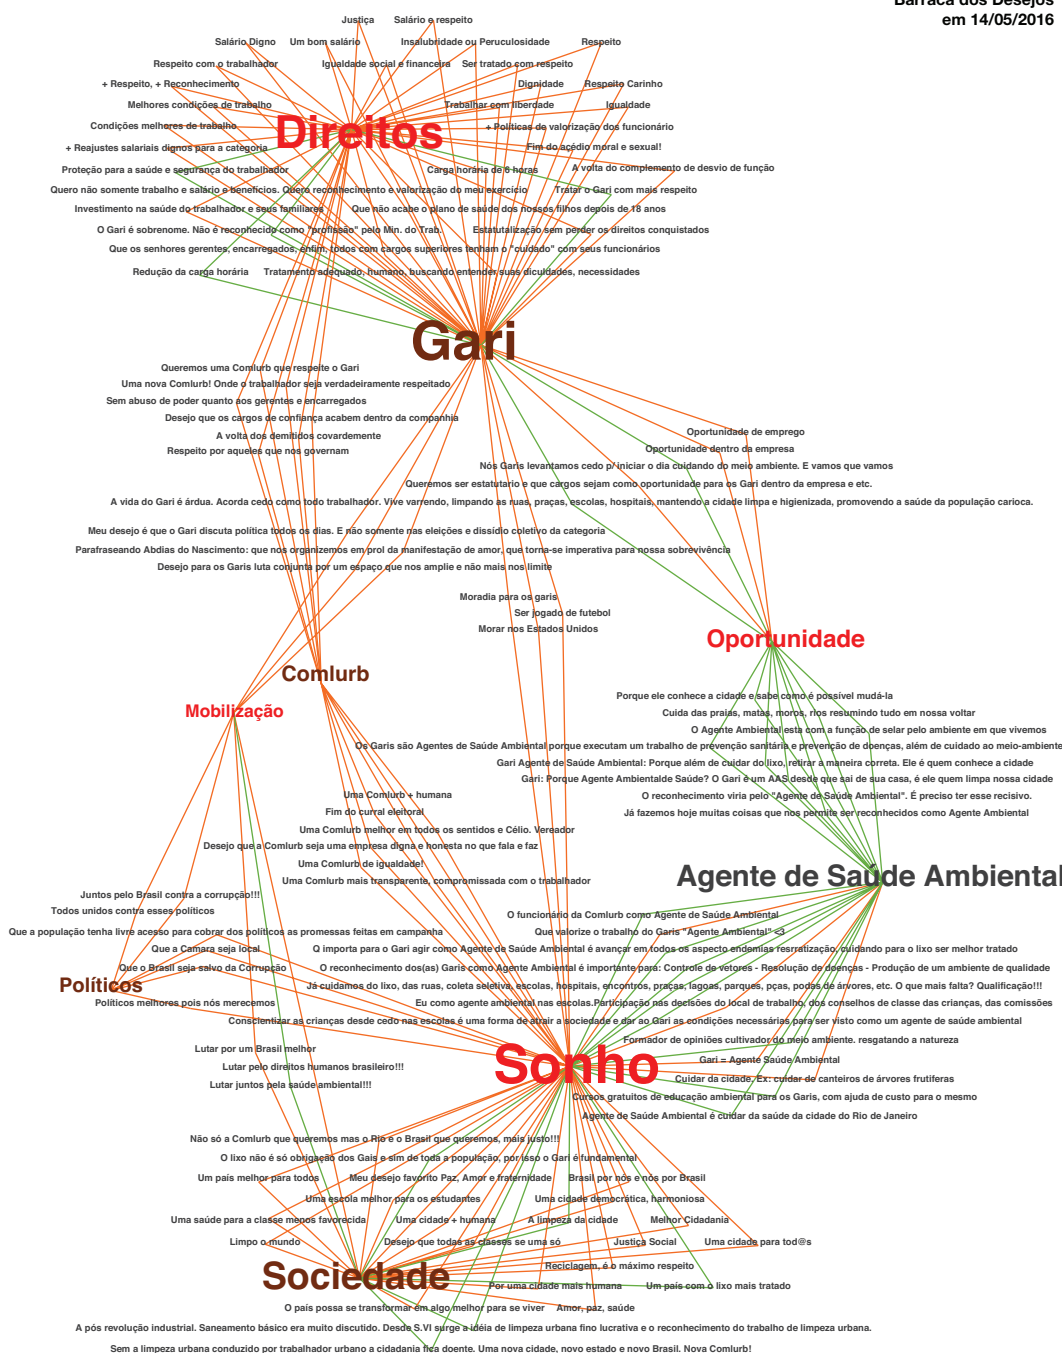 Barraca dos Desejos
em 14/05/2016
Justiça Salário e respeito
Salário Digno Um bom salário Insalubridade ou Peruculosidade Respeito
Respeito com o trabalhador Igualdade social e financeira Ser tratado com respeito
+ Respeito, + Reconhecimento Dignidade Respeito Carinho
Melhores condições de trabalho Trabalhar com liberdade Igualdade
Condições melhores de trabalho Direitos + Políticas de valorização dos funcionário
+ Reajustes salariais dignos para a categoria Fim do açédio moral e sexual!
Proteção para a saúde e segurança do trabalhador Carga horária de 6 horas A volta do complemento de desvio de função
Quero não somente trabalho e salário e benefícios. Quero reconhecimento e valorização do meu exercício Tratar o Gari com mais respeito
Investimento na saúde do trabalhador e seus familiares Que não acabe o plano de saúde dos nossos filhos depois de 18 anos
O Gari é sobrenome. Não é reconhecido como "profissão" pelo Min. do Trab. Estatutalização sem perder os direitos conquistados
Que os senhores gerentes, encarregados, enfim, todos com cargos superiores tenham o "cuidado" com seus funcionários
Redução da carga horária Tratamento adequado, humano, buscando entender suas diculdades, necessidades
Gari
Queremos uma Comlurb que respeite o Gari
Uma nova Comlurb! Onde o trabalhador seja verdadeiramente respeitado
Sem abuso de poder quanto aos gerentes e encarregados
Desejo que os cargos de confiança acabem dentro da companhia
A volta dos demitidos covardemente
Respeito por aqueles que nos governam
Oportunidade de emprego
Oportunidade dentro da empresa
Nós Garis levantamos cedo p/ iniciar o dia cuidando do meio ambiente. E vamos que vamos
Queremos ser estatutario e que cargos sejam como oportunidade para os Gari dentro da empresa e etc.
A vida do Gari é árdua. Acorda cedo como todo trabalhador. Vive varrendo, limpando as ruas, praças, escolas, hospitais, mantendo a cidade limpa e higienizada, promovendo a saúde da população carioca.
Meu desejo é que o Gari discuta política todos os dias. E não somente nas eleições e dissídio coletivo da categoria
Parafraseando Abdias do Nascimento: que nós organizemos em prol da manifestação de amor, que torna-se imperativa para nossa sobrevivência
Desejo para os Garis luta conjunta por um espaço que nos amplie e não mais nos limite
Moradia para os garis
Ser jogado de futebol
Morar nos Estados Unidos
Oportunidade
Comlurb
Mobilização
Porque ele conhece a cidade e sabe como é possível mudá-la
Cuida das praias, matas, moros, rios resumindo tudo em nossa voltar
O Agente Ambiental está com a função de selar pelo ambiente em que vivemos
Os Garis são Agentes de Saúde Ambiental porque executam um trabalho de prevenção sanitária e prevenção de doenças, além de cuidado ao meio-ambiente
Gari Agente de Saúde Ambiental: Porque além de cuidar do lixo, retirar a maneira correta. Ele é quem conhece a cidade
Gari: Porque Agente Ambientalde Saúde? O Gari é um AAS desde que sai de sua casa, é ele quem limpa nossa cidade
O reconhecimento viria pelo "Agente de Saúde Ambiental". É preciso ter esse recisivo.
Já fazemos hoje muitas coisas que nos permite ser reconhecidos como Agente Ambiental
Uma Comlurb + humana
Fim do curral eleitoral
Uma Comlurb melhor em todos os sentidos e Célio. Vereador
Desejo que a Comlurb seja uma empresa digna e honesta no que fala e faz
Uma Comlurb de igualdade!
Uma Comlurb mais transparente, compromissada com o trabalhador
Agente de Saúde Ambiental
Juntos pelo Brasil contra a corrupção!!!
Todos unidos contra esses políticos
O funcionário da Comlurb como Agente de Saúde Ambiental
Que a população tenha livre acesso para cobrar dos políticos as promessas feitas em campanha Que valorize o trabalho do Garis "Agente Ambiental" <3
Que a Camara seja local Q importa para o Gari agir como Agente de Saúde Ambiental é avançar em todos os aspecto endemias resrratização, cuidando para o lixo ser melhor tratado
Que o Brasil seja salvo da Corrupção O reconhecimento dos(as) Garis como Agente Ambiental é importante para: Controle de vetores - Resolução de doenças - Produção de um ambiente de qualidade
Políticos Já cuidamos do lixo, das ruas, coleta seletiva, escolas, hospitais, encontros, praças, lagoas, parques, pças, podas de árvores, etc. O que mais falta? Qualificação!!!
Políticos melhores pois nós merecemos Eu como agente ambiental nas escolas.Participação nas decisões do local de trabalho, dos conselhos de classe das crianças, das comissões
Conscientizar as crianças desde cedo nas escolas é uma forma de atrair a sociedade e dar ao Gari as condições necessárias para ser visto como um agente de saúde ambiental
Formador de opiniões cultivador do meio ambiente. resgatando a natureza
Lutar por um Brasil melhor
Sonho Gari = Agente Saúde Ambiental
Lutar pelo direitos humanos brasileiro!!!
Cuidar da cidade, Ex: cuidar de canteiros de árvores frutíferas
Lutar juntos pela saúde ambiental!!!
Cursos gratuitos de educação ambiental para os Garis, com ajuda de custo para o mesmo
Agente de Saúde Ambiental é cuidar da saúde da cidade do Rio de Janeiro
Não só a Comlurb que queremos mas o Rio e o Brasil que queremos, mais justo!!!
O lixo não é só obrigação dos Gais e sim de toda a população, por isso o Gari é fundamental
Um país melhor para todos Meu desejo favorito Paz, Amor e fraternidade Brasil por nós e nós por Brasil
Uma escola melhor para os estudantes Uma cidade democrática, harmoniosa
Uma saúde para a classe menos favorecida Uma cidade + humana A limpeza da cidade Melhor Cidadania
Limpo o mundo Desejo que todas as classes se uma só Justiça Social Uma cidade para tod@s
Reciclagem, é o máximo respeito
Sociedade Por uma cidade mais humana Um país com o lixo mais tratado
O país possa se transformar em algo melhor para se viver Amor, paz, saúde
A pós revolução industrial. Saneamento básico era muito discutido. Desde S.VI surge a idéia de limpeza urbana fino lucrativa e o reconhecimento do trabalho de limpeza urbana.
Sem a limpeza urbana conduzido por trabalhador urbano a cidadania fica doente. Uma nova cidade, novo estado e novo Brasil. Nova Comlurb!